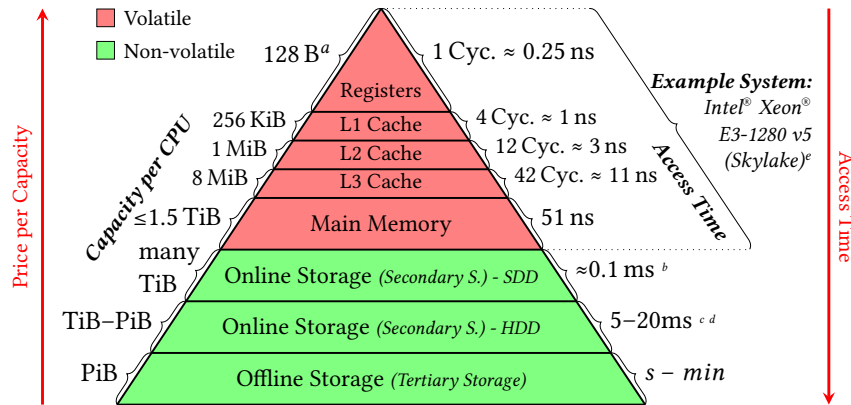 Volatile
Non-volatile
128 Bᵃ
1 Cyc. ≈ 0.25 ns
Registers
Example System:
Intel® Xeon®
E3-1280 v5
(Skylake)ᵉ
256 KiB
L1 Cache
4 Cyc. ≈ 1 ns
1 MiB
L2 Cache
12 Cyc. ≈ 3 ns
8 MiB
L3 Cache
42 Cyc. ≈ 11 ns
≤1.5 TiB
Main Memory
51 ns
many
TiB
Online Storage (Secondary S.) - SDD
≈0.1 ms ᵇ
TiB–PiB
Online Storage (Secondary S.) - HDD
5–20ms ᶜ ᵈ
PiB
Offline Storage (Tertiary Storage)
s – min
Price per Capacity
Capacity per CPU
Access Time
Access Time